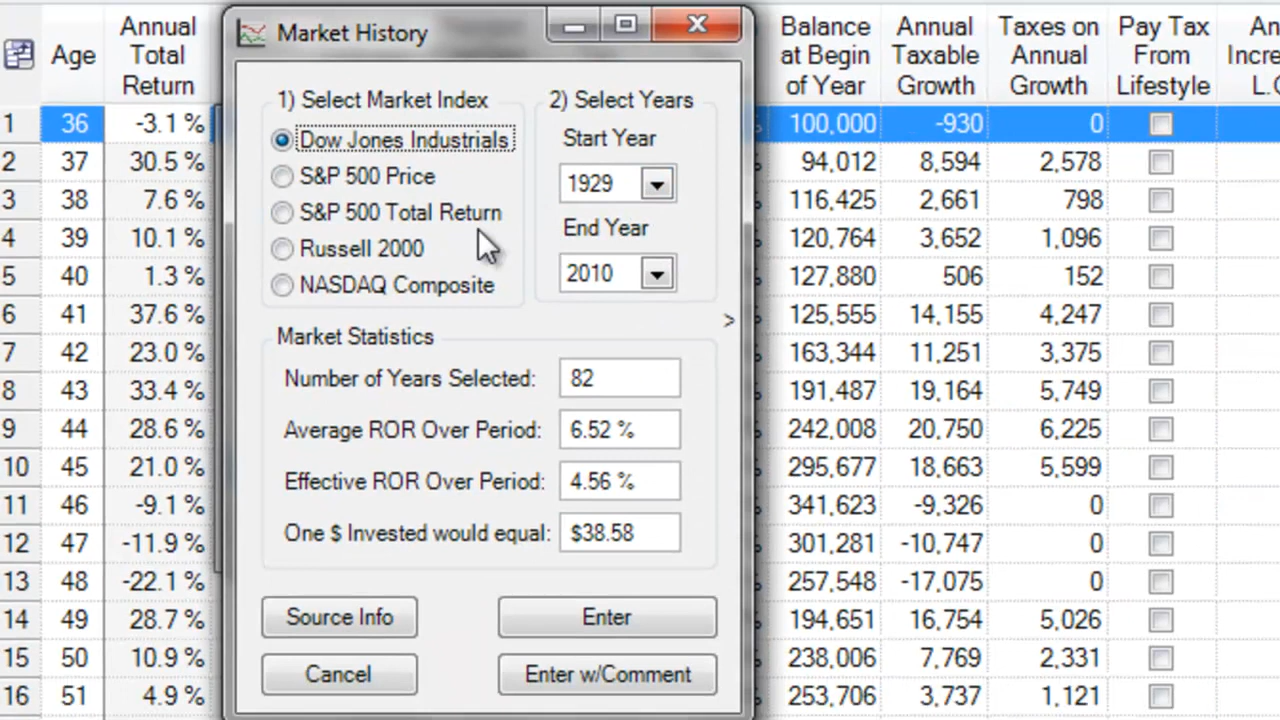 Market History
1) Select Market Index
Dow Jones Industrials
S&P 500 Price
S&P 500 Total Return
Russell 2000
NASDAQ Composite
2) Select Years
Start Year
1929
End Year
2010
>
Market Statistics
Number of Years Selected: 82
Average ROR Over Period: 6.52 %
Effective ROR Over Period: 4.56 %
One $ Invested would equal: $38.58
Source Info Enter
Cancel Enter w/Comment
Age Annual Total Return Balance at Begin of Year Annual Taxable Growth Taxes on Annual Growth Pay Tax From Lifestyle
1 36 -3.1 % 100,000 -930 0
2 37 30.5 % 94,012 8,594 2,578
3 38 7.6 % 116,425 2,661 798
4 39 10.1 % 120,764 3,652 1,096
5 40 1.3 % 127,880 506 152
6 41 37.6 % 125,555 14,155 4,247
7 42 23.0 % 163,344 11,251 3,375
8 43 33.4 % 191,487 19,164 5,749
9 44 28.6 % 242,008 20,750 6,225
10 45 21.0 % 295,677 18,663 5,599
11 46 -9.1 % 341,623 -9,326 0
12 47 -11.9 % 301,281 -10,747 0
13 48 -22.1 % 257,548 -17,075 0
14 49 28.7 % 194,651 16,754 5,026
15 50 10.9 % 238,006 7,769 2,331
16 51 4.9 % 253,706 3,737 1,121